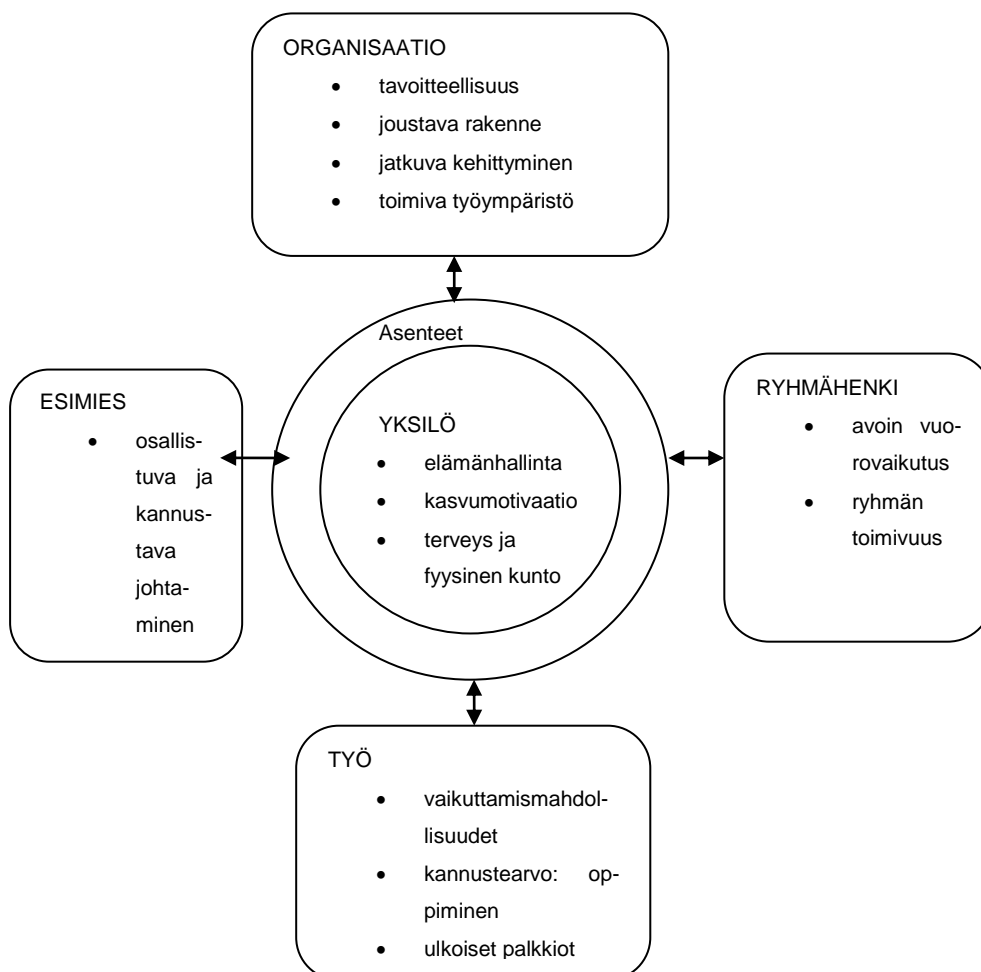 ORGANISAATIO
• tavoitteellisuus
• joustava rakenne
• jatkuva kehittyminen
• toimiva työympäristö
Asenteet
ESIMIES
• osallis-
tuva ja
kannus-
tava
johta-
minen
YKSILÖ
• elämänhallinta
• kasvumotivaatio
• terveys ja
fyysinen kunto
RYHMÄHENKI
• avoin vuo-
rovaikutus
• ryhmän
toimivuus
TYÖ
• vaikuttamismahdol-
lisuudet
• kannustearvo: op-
piminen
• ulkoiset palkkiot